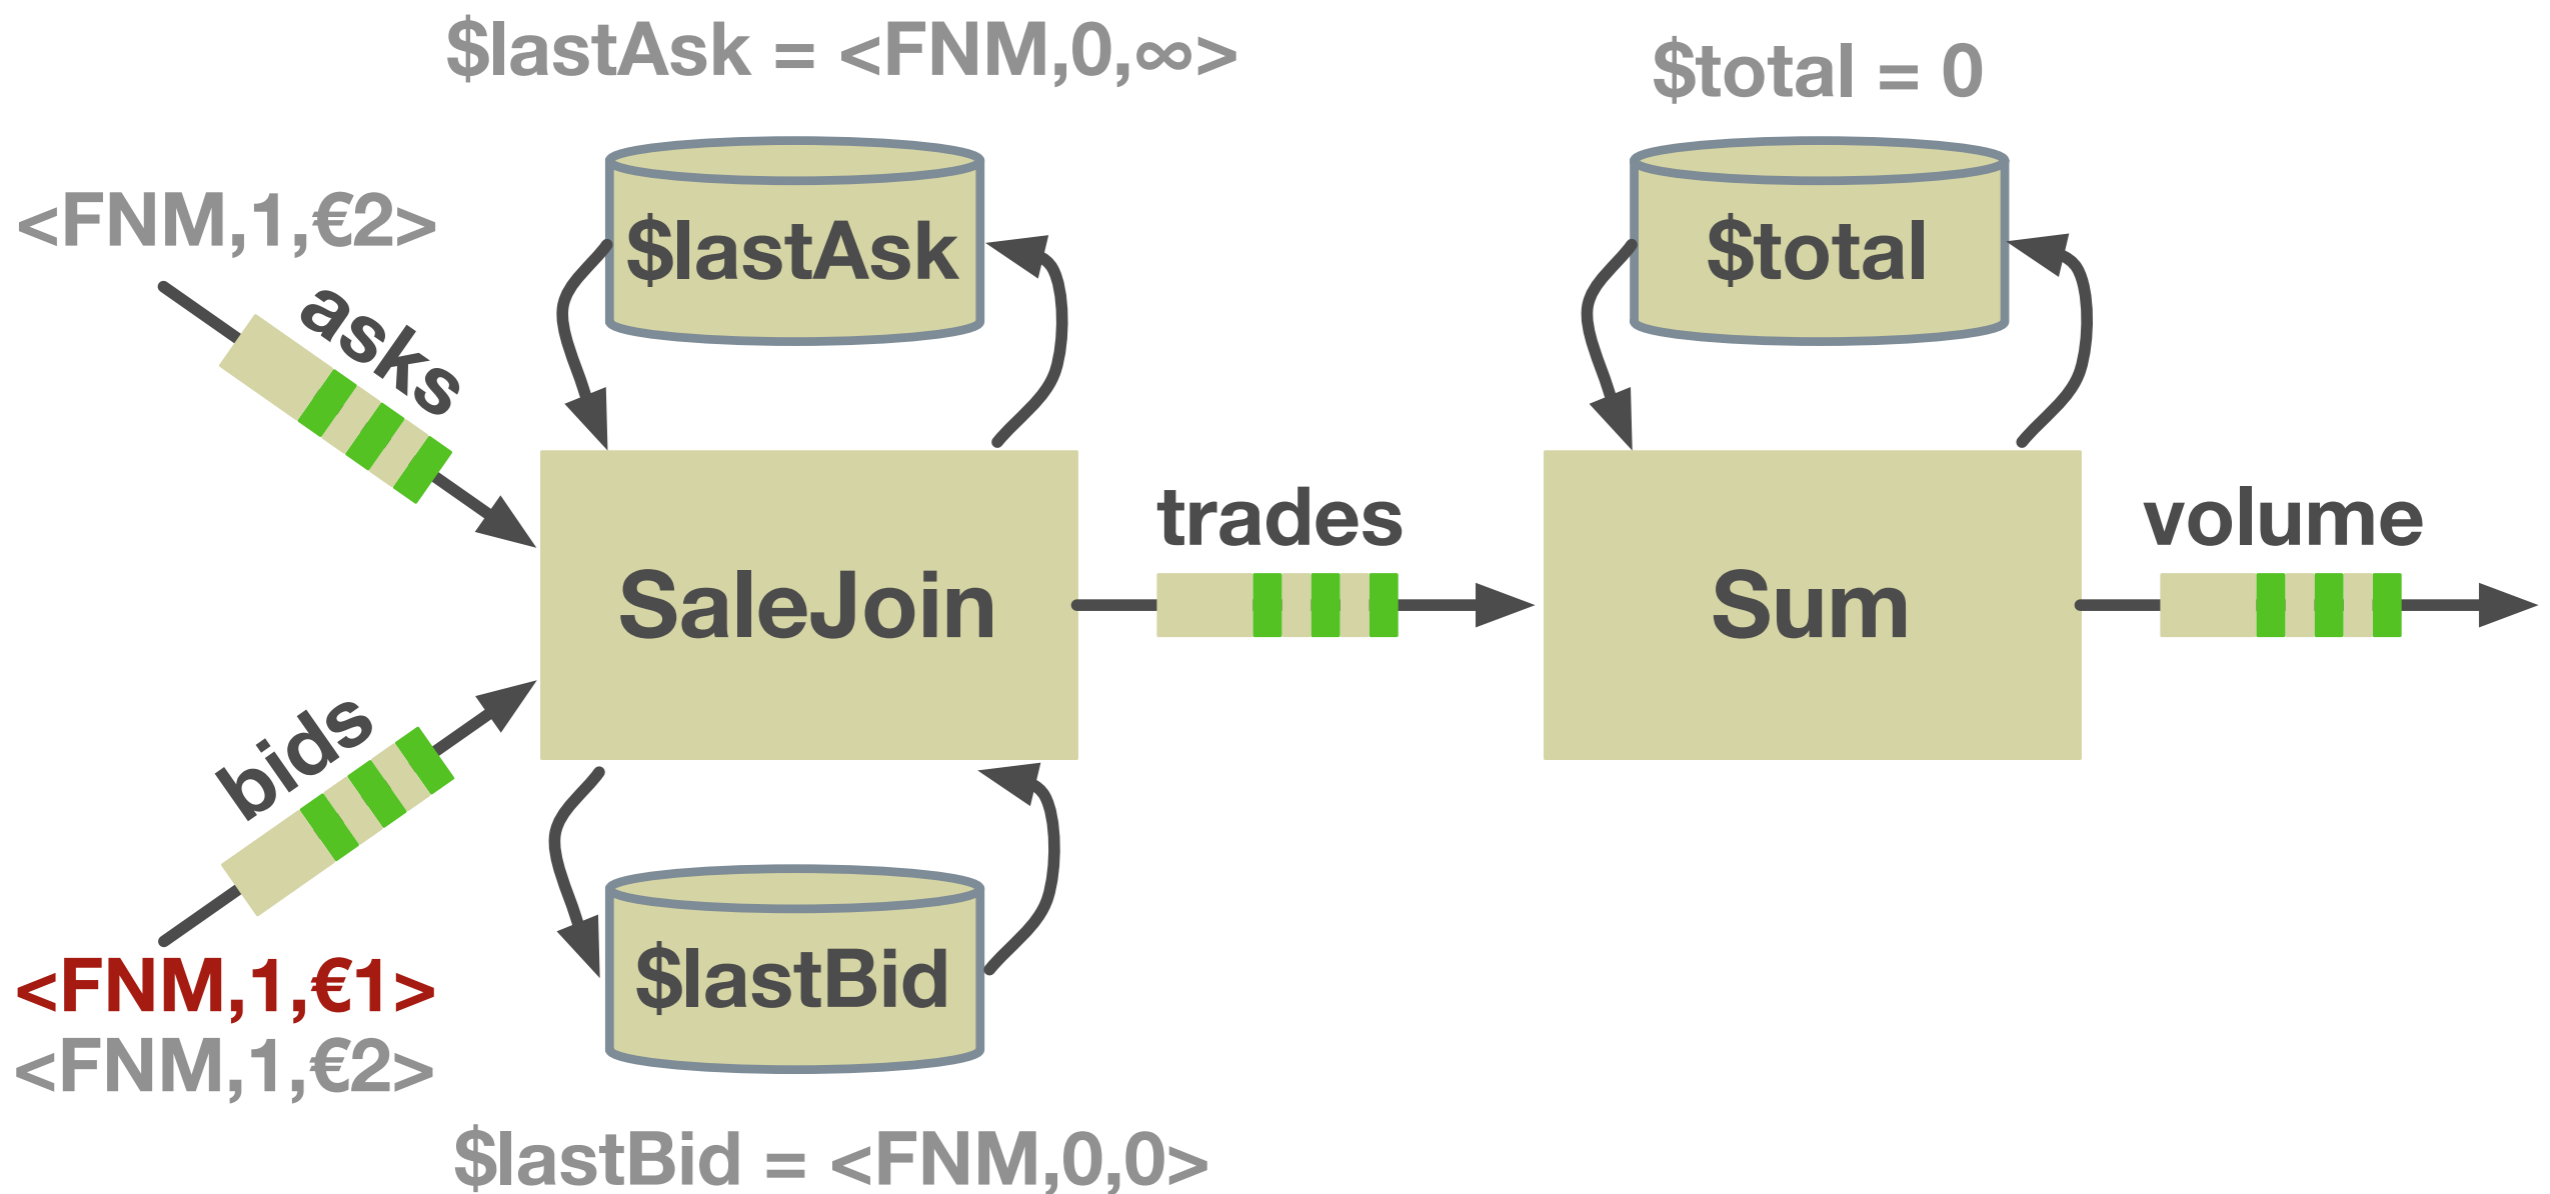 $lastAsk = <FNM,0,∞>
$total = 0
<FNM,1,€2>
$lastAsk
$total
asks
SaleJoin
trades
Sum
volume
bids
<FNM,1,€1>
<FNM,1,€2>
$lastBid
$lastBid = <FNM,0,0>